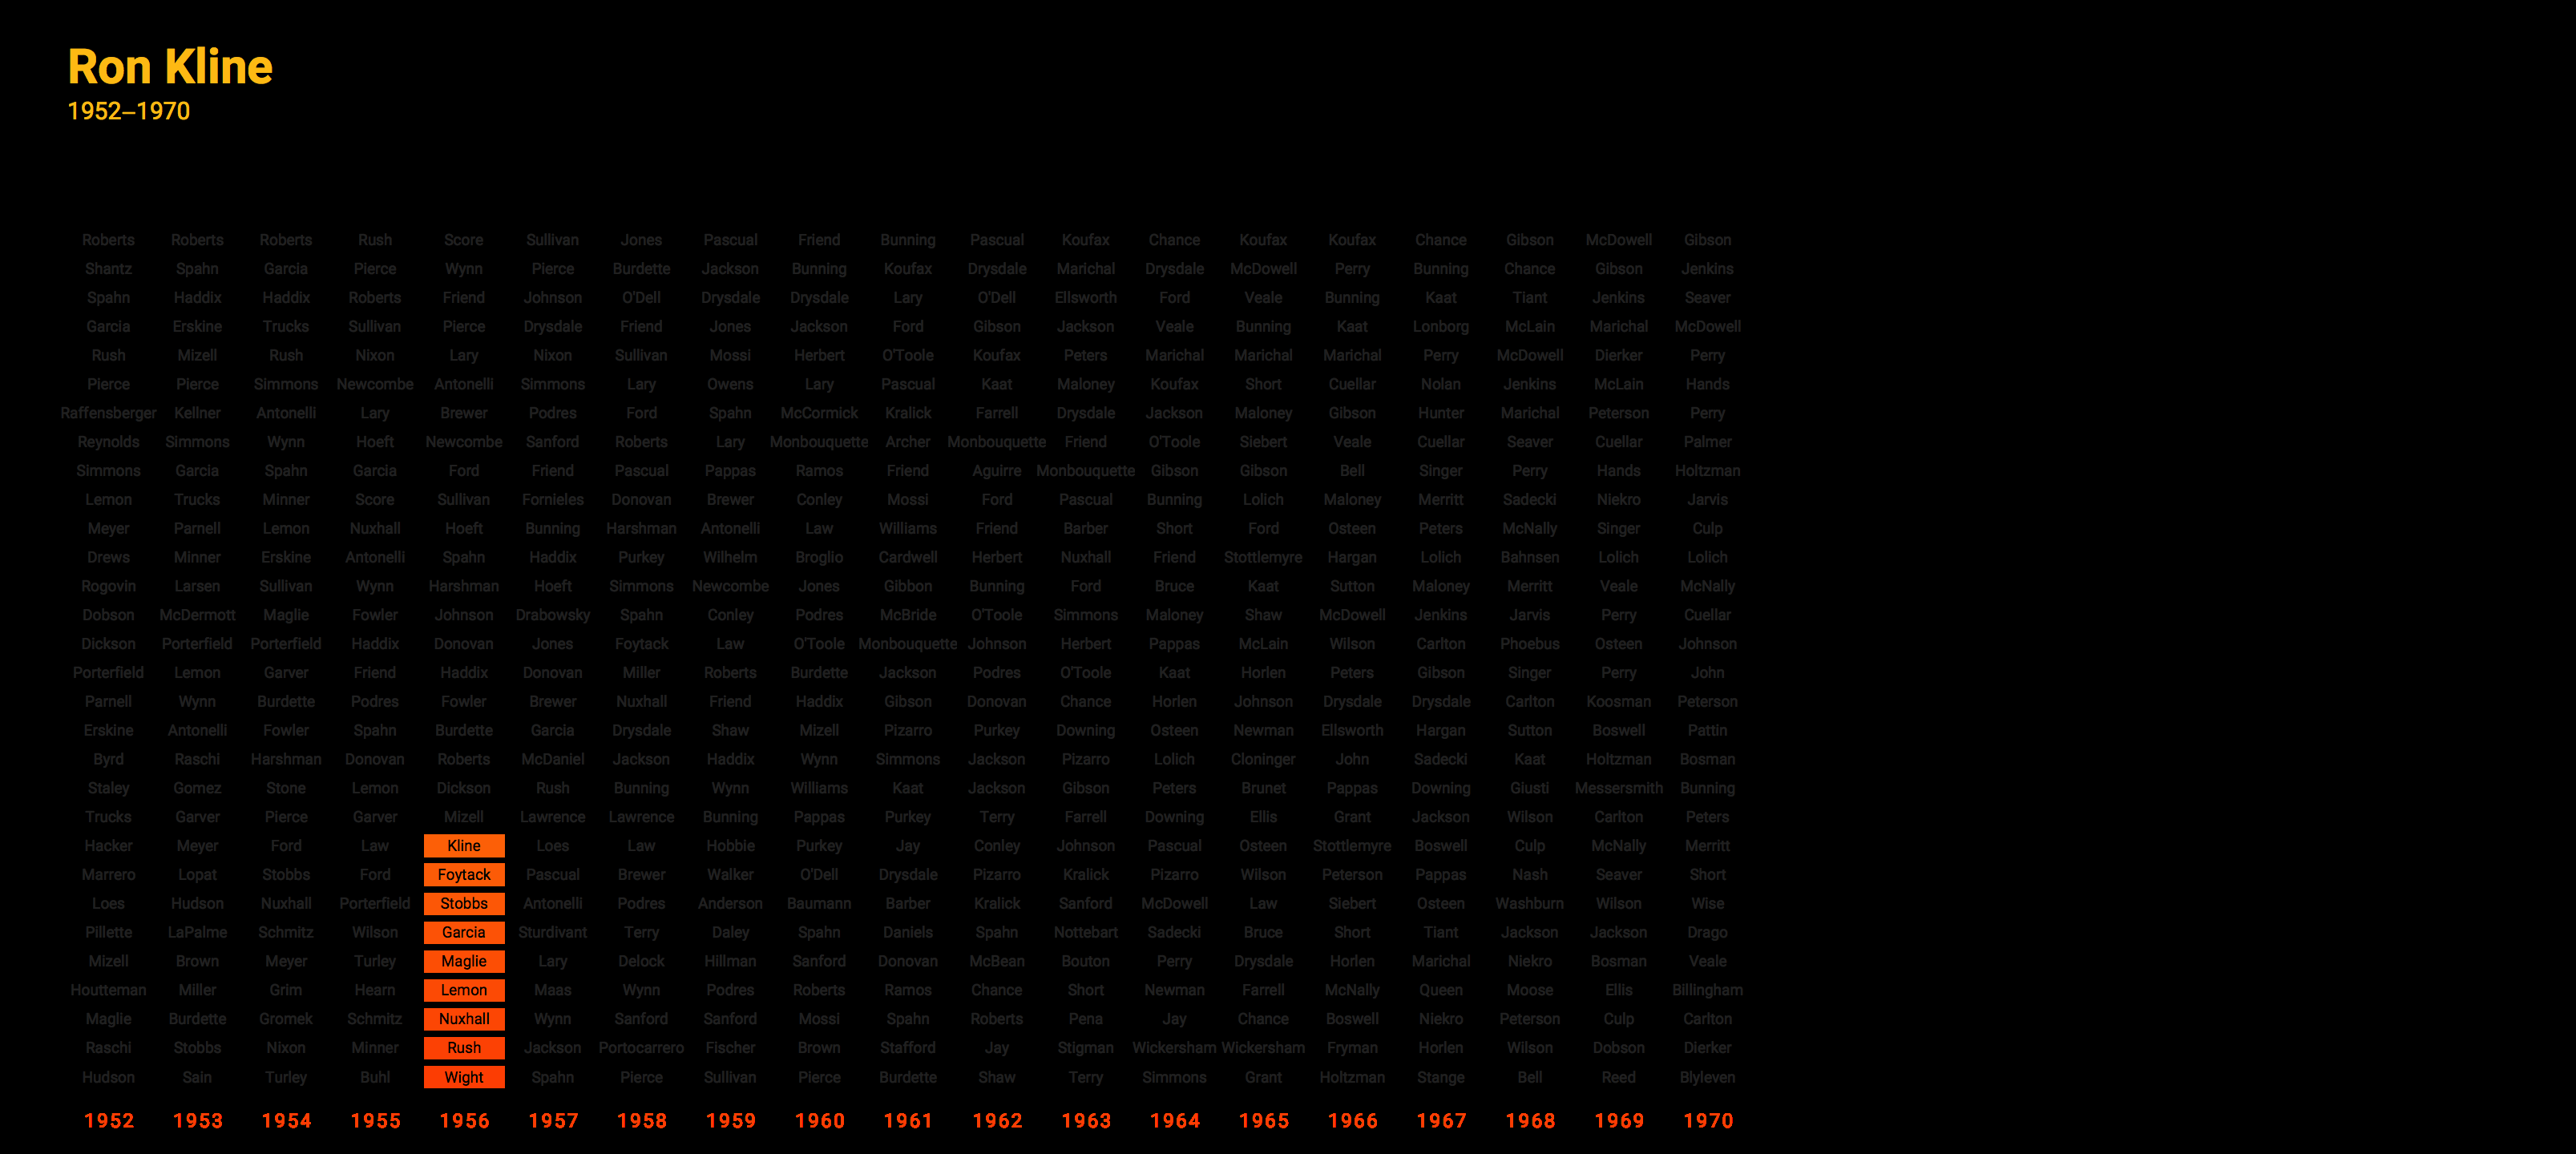 Ron Kline
1952–1970
Roberts Roberts Roberts Rush Score Sullivan Jones Pascual Friend Bunning Pascual Koufax Chance Koufax Koufax Chance Gibson McDowell Gibson
Shantz Spahn Garcia Pierce Wynn Pierce Burdette Jackson Bunning Koufax Drysdale Marichal Drysdale McDowell Perry Bunning Chance Gibson Jenkins
Spahn Haddix Haddix Roberts Friend Johnson O'Dell Drysdale Drysdale Lary O'Dell Ellsworth Ford Veale Bunning Kaat Tiant Jenkins Seaver
Garcia Erskine Trucks Sullivan Pierce Drysdale Friend Jones Jackson Ford Gibson Jackson Veale Bunning Kaat Lonborg McLain Marichal McDowell
Rush Mizell Rush Nixon Lary Nixon Sullivan Mossi Herbert O'Toole Koufax Peters Marichal Marichal Marichal Perry McDowell Dierker Perry
Pierce Pierce Simmons Newcombe Antonelli Simmons Lary Owens Lary Pascual Kaat Maloney Koufax Short Cuellar Nolan Jenkins McLain Hands
Raffensberger Kellner Antonelli Lary Brewer Podres Ford Spahn McCormick Kralick Farrell Drysdale Jackson Maloney Gibson Hunter Marichal Peterson Perry
Reynolds Simmons Wynn Hoeft Newcombe Sanford Roberts Lary Monbouquette Archer Monbouquette Friend O'Toole Siebert Veale Cuellar Seaver Cuellar Palmer
Simmons Garcia Spahn Garcia Ford Friend Pascual Pappas Ramos Friend Aguirre Monbouquette Gibson Gibson Bell Singer Perry Hands Holtzman
Lemon Trucks Minner Score Sullivan Fornieles Donovan Brewer Conley Mossi Ford Pascual Bunning Lolich Maloney Merritt Sadecki Niekro Jarvis
Meyer Parnell Lemon Nuxhall Hoeft Bunning Harshman Antonelli Law Williams Friend Barber Short Ford Osteen Peters McNally Singer Culp
Drews Minner Erskine Antonelli Spahn Haddix Purkey Wilhelm Broglio Cardwell Herbert Nuxhall Friend Stottlemyre Hargan Lolich Bahnsen Lolich Lolich
Rogovin Larsen Sullivan Wynn Harshman Hoeft Simmons Newcombe Jones Gibbon Bunning Ford Bruce Kaat Sutton Maloney Merritt Veale McNally
Dobson McDermott Maglie Fowler Johnson Drabowsky Spahn Conley Podres McBride O'Toole Simmons Maloney Shaw McDowell Jenkins Jarvis Perry Cuellar
Dickson Porterfield Porterfield Haddix Donovan Jones Foytack Law O'Toole Monbouquette Johnson Herbert Pappas McLain Wilson Carlton Phoebus Osteen Johnson
Porterfield Lemon Garver Friend Haddix Donovan Miller Roberts Burdette Jackson Podres O'Toole Kaat Horlen Peters Gibson Singer Perry John
Parnell Wynn Burdette Podres Fowler Brewer Nuxhall Friend Haddix Gibson Donovan Chance Horlen Johnson Drysdale Drysdale Carlton Koosman Peterson
Erskine Antonelli Fowler Spahn Burdette Garcia Drysdale Shaw Mizell Pizarro Purkey Downing Osteen Newman Ellsworth Hargan Sutton Boswell Pattin
Byrd Raschi Harshman Donovan Roberts McDaniel Jackson Haddix Wynn Simmons Jackson Pizarro Lolich Cloninger John Sadecki Kaat Holtzman Bosman
Staley Gomez Stone Lemon Dickson Rush Bunning Wynn Williams Kaat Jackson Gibson Peters Brunet Pappas Downing Giusti Messersmith Bunning
Trucks Garver Pierce Garver Mizell Lawrence Lawrence Bunning Pappas Purkey Terry Farrell Downing Ellis Grant Jackson Wilson Carlton Peters
Hacker Meyer Ford Law Kline Loes Law Hobbie Purkey Jay Conley Johnson Pascual Osteen Stottlemyre Boswell Culp McNally Merritt
Marrero Lopat Stobbs Ford Foytack Pascual Brewer Walker O'Dell Drysdale Pizarro Kralick Pizarro Wilson Peterson Pappas Nash Seaver Short
Loes Hudson Nuxhall Porterfield Stobbs Antonelli Podres Anderson Baumann Barber Kralick Sanford McDowell Law Siebert Osteen Washburn Wilson Wise
Pillette LaPalme Schmitz Wilson Garcia Sturdivant Terry Daley Spahn Daniels Spahn Nottebart Sadecki Bruce Short Tiant Jackson Jackson Drago
Mizell Brown Meyer Turley Maglie Lary Delock Hillman Sanford Donovan McBean Bouton Perry Drysdale Horlen Marichal Niekro Bosman Veale
Houtteman Miller Grim Hearn Lemon Maas Wynn Podres Roberts Ramos Chance Short Newman Farrell McNally Queen Moose Ellis Billingham
Maglie Burdette Gromek Schmitz Nuxhall Wynn Sanford Sanford Mossi Spahn Roberts Pena Jay Chance Boswell Niekro Peterson Culp Carlton
Raschi Stobbs Nixon Minner Rush Jackson Portocarrero Fischer Brown Stafford Jay Stigman Wickersham Wickersham Fryman Horlen Wilson Dobson Dierker
Hudson Sain Turley Buhl Wight Spahn Pierce Sullivan Pierce Burdette Shaw Terry Simmons Grant Holtzman Stange Bell Reed Blyleven
1952 1953 1954 1955 1956 1957 1958 1959 1960 1961 1962 1963 1964 1965 1966 1967 1968 1969 1970